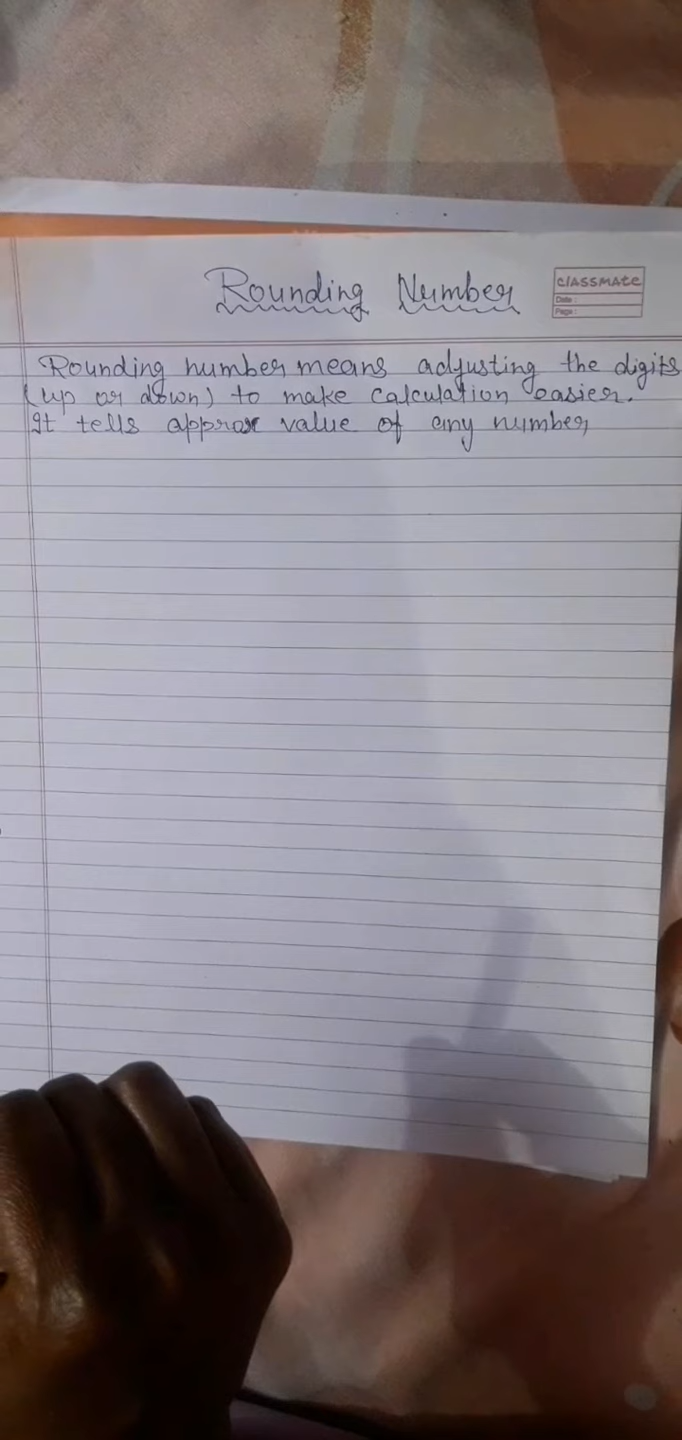 Rounding Number
CLASSMATE
Date :
Page :
Rounding number means adjusting the digits
(up or down) to make calculation easier.
It tells approx value of any number